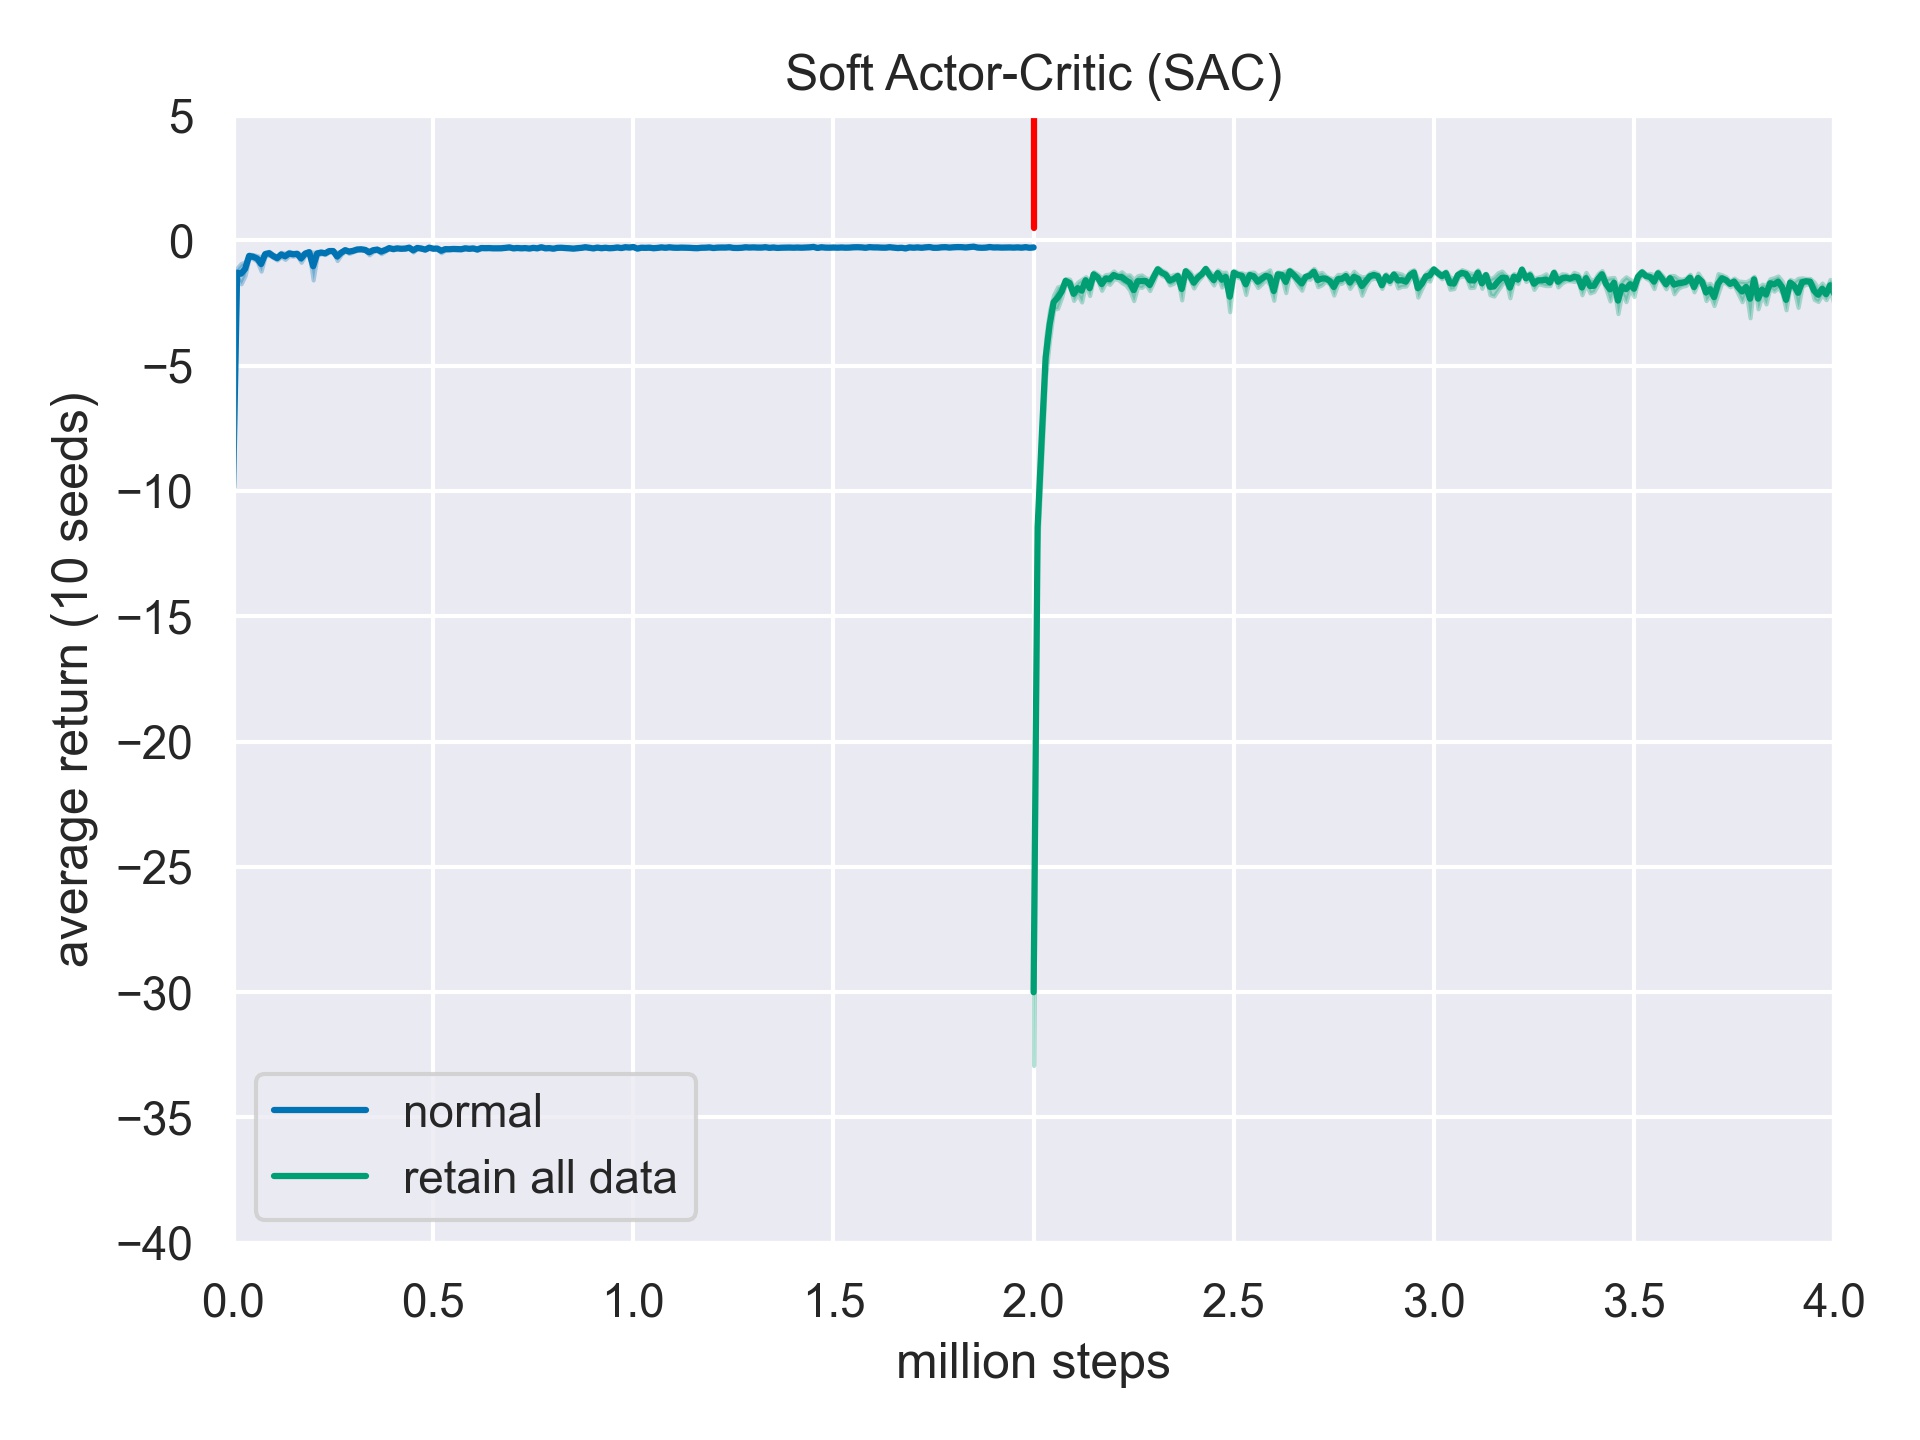 Soft Actor-Critic (SAC)
5
0
−5
−10
−15
−20
−25
−30
−35
−40
average return (10 seeds)
normal
retain all data
0.0 0.5 1.0 1.5 2.0 2.5 3.0 3.5 4.0
million steps